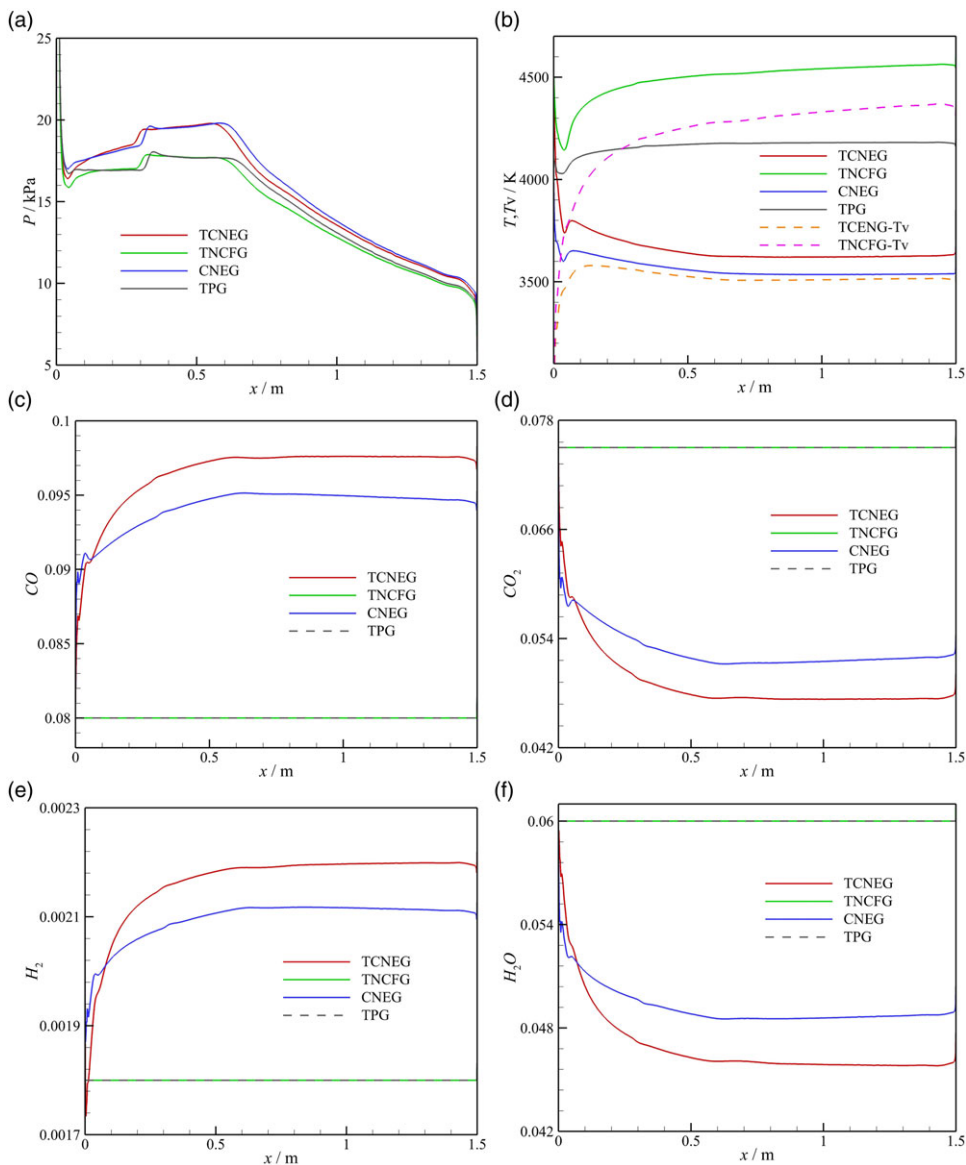 (a)
25
20
15
10
5
P / kPa
TCNEG
TNCFG
CNEG
TPG
0
0.5
1
1.5
x / m
(b)
4500
4000
3500
T,Tv / K
TCNEG
TNCFG
CNEG
TPG
TCENG-Tv
TNCFG-Tv
0
0.5
1
1.5
x / m
(c)
0.1
0.095
0.09
0.085
0.08
CO
TCNEG
TNCFG
CNEG
TPG
0
0.5
1
1.5
x / m
(d)
0.078
0.066
0.054
0.042
CO2
TCNEG
TNCFG
CNEG
TPG
0
0.5
1
1.5
x / m
(e)
0.0023
0.0021
0.0019
0.0017
H2
TCNEG
TNCFG
CNEG
TPG
0
0.5
1
1.5
x / m
(f)
0.06
0.054
0.048
0.042
H2O
TCNEG
TNCFG
CNEG
TPG
0
0.5
1
1.5
x / m